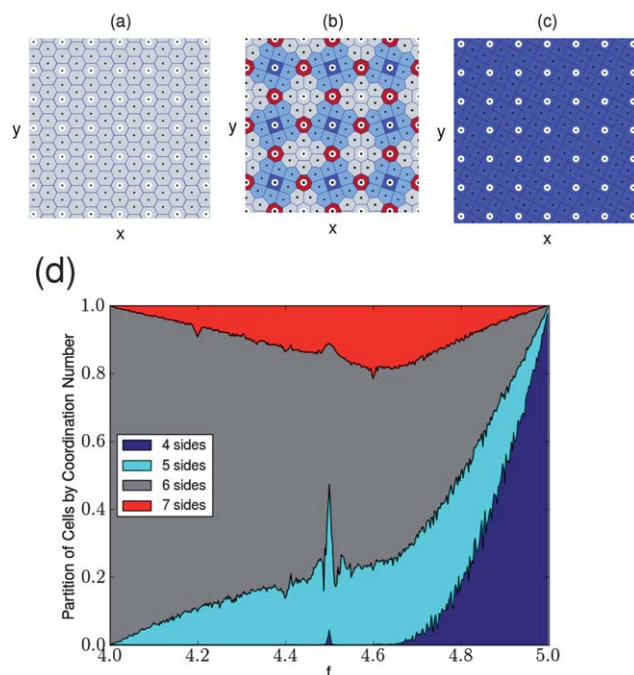 (a) (b) (c)
y y y
x x x
(d)
1.0
0.8
0.6
0.4
0.2
0.0
Partition of Cells by Coordination Number
4 sides
5 sides
6 sides
7 sides
4.0 4.2 4.4 4.6 4.8 5.0
f